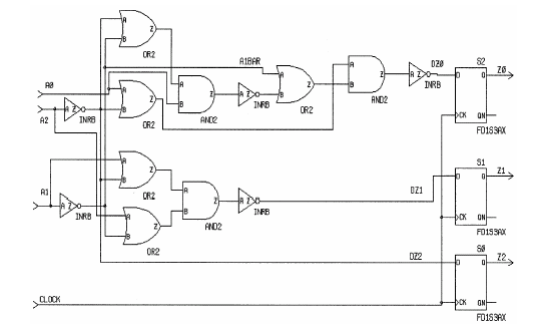 A
Z
B
OR2
A1BAR
DZ0
S2
Z0
A
Z
B
AND2
A Z
INRB
D
Q
A0
A
Z
B
AND2
A Z
INRB
A
Z
B
OR2
CK
QN
FD1S3AX
A2
A Z
INRB
A
Z
B
OR2
A
Z
B
OR2
S1
Z1
D
Q
A1
A Z
INRB
A
Z
B
AND2
A Z
INRB
DZ1
CK
QN
FD1S3AX
A
Z
B
OR2
S0
Z2
DZ2
D
Q
CLOCK
CK
QN
FD1S3AX